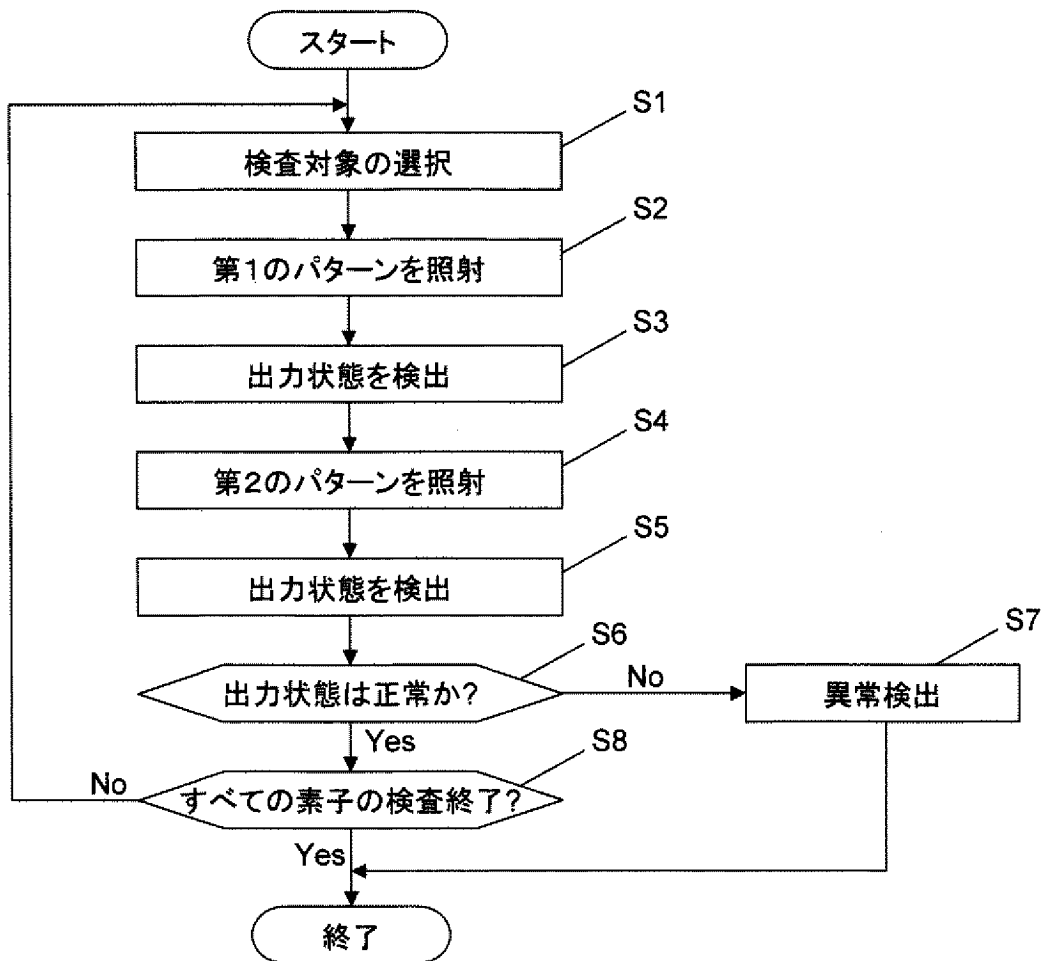 スタート
S1
検査対象の選択
S2
第1のパターンを照射
S3
出力状態を検出
S4
第2のパターンを照射
S5
出力状態を検出
S6
出力状態は正常か?
No
S7
異常検出
Yes
S8
No
すべての素子の検査終了?
Yes
終了